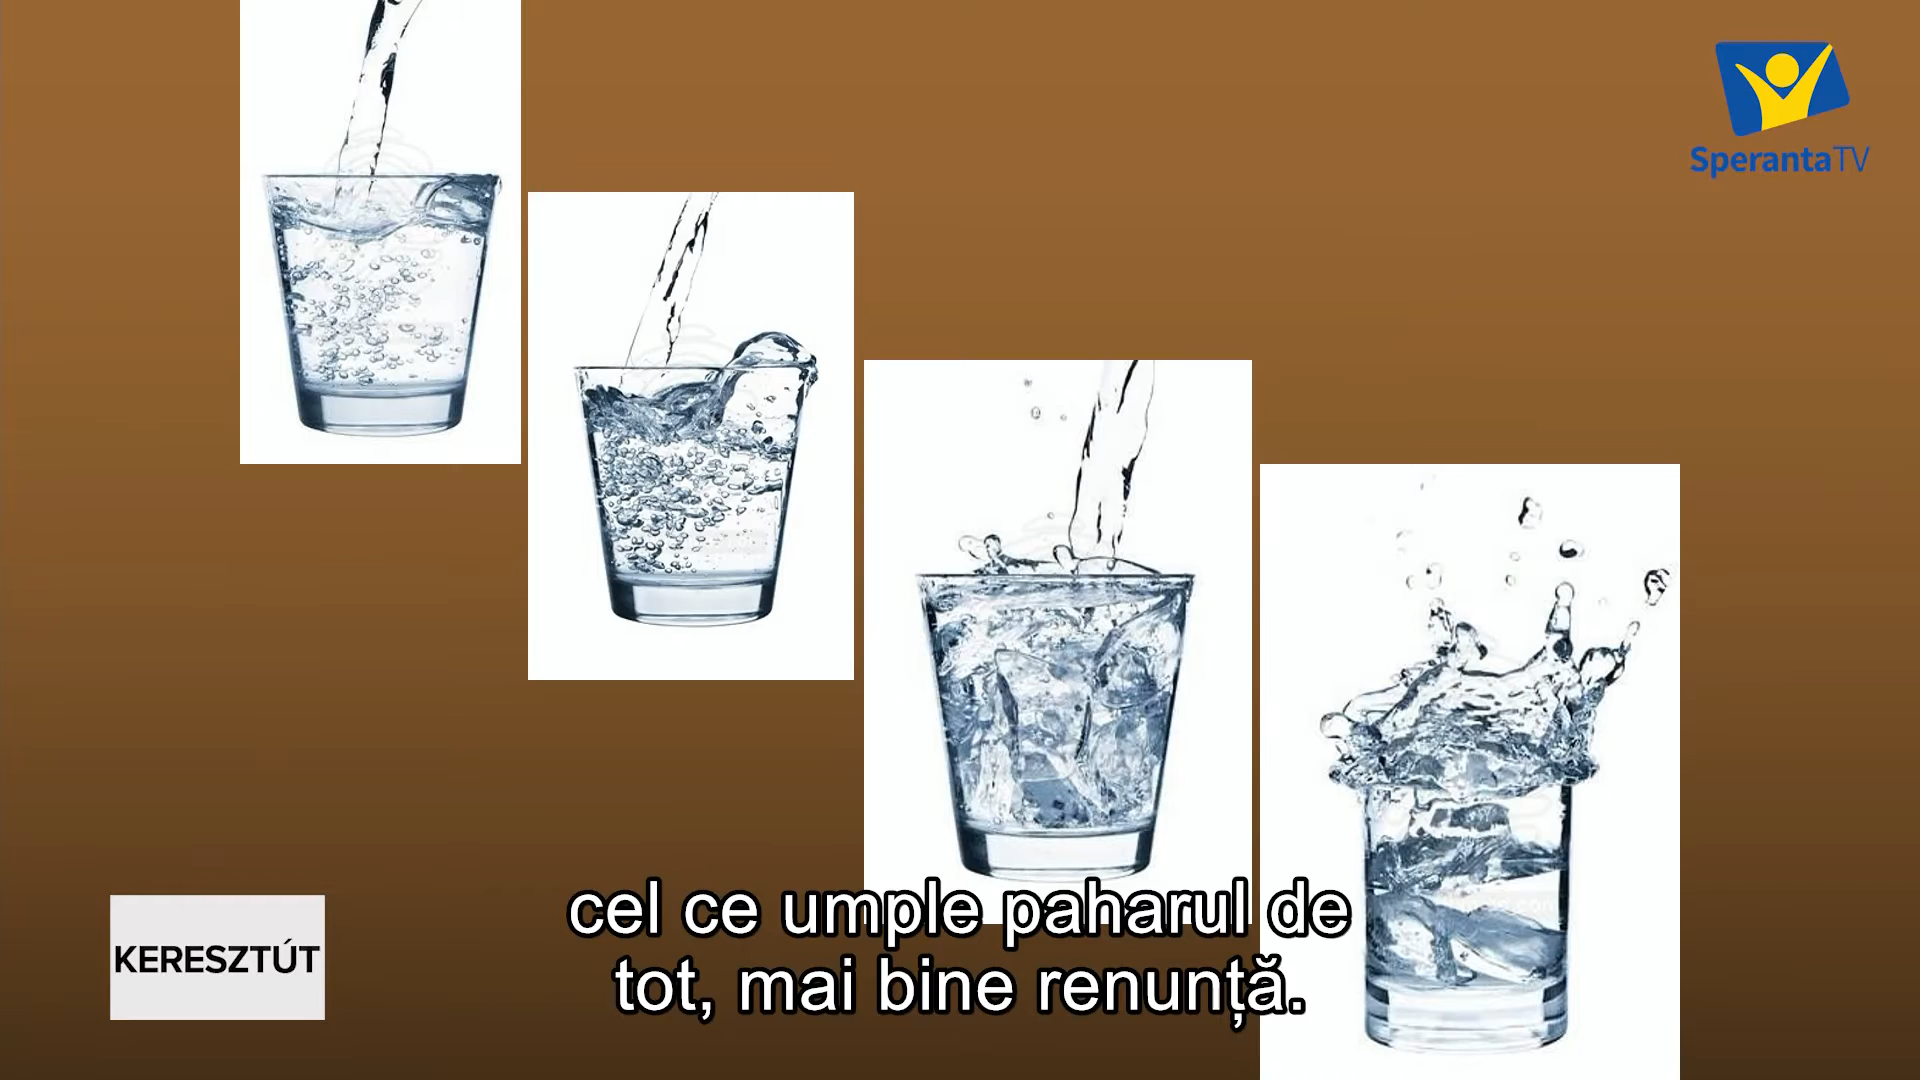 SperantaTV
KERESZTÚT
cel ce umple paharul de
tot, mai bine renunță.